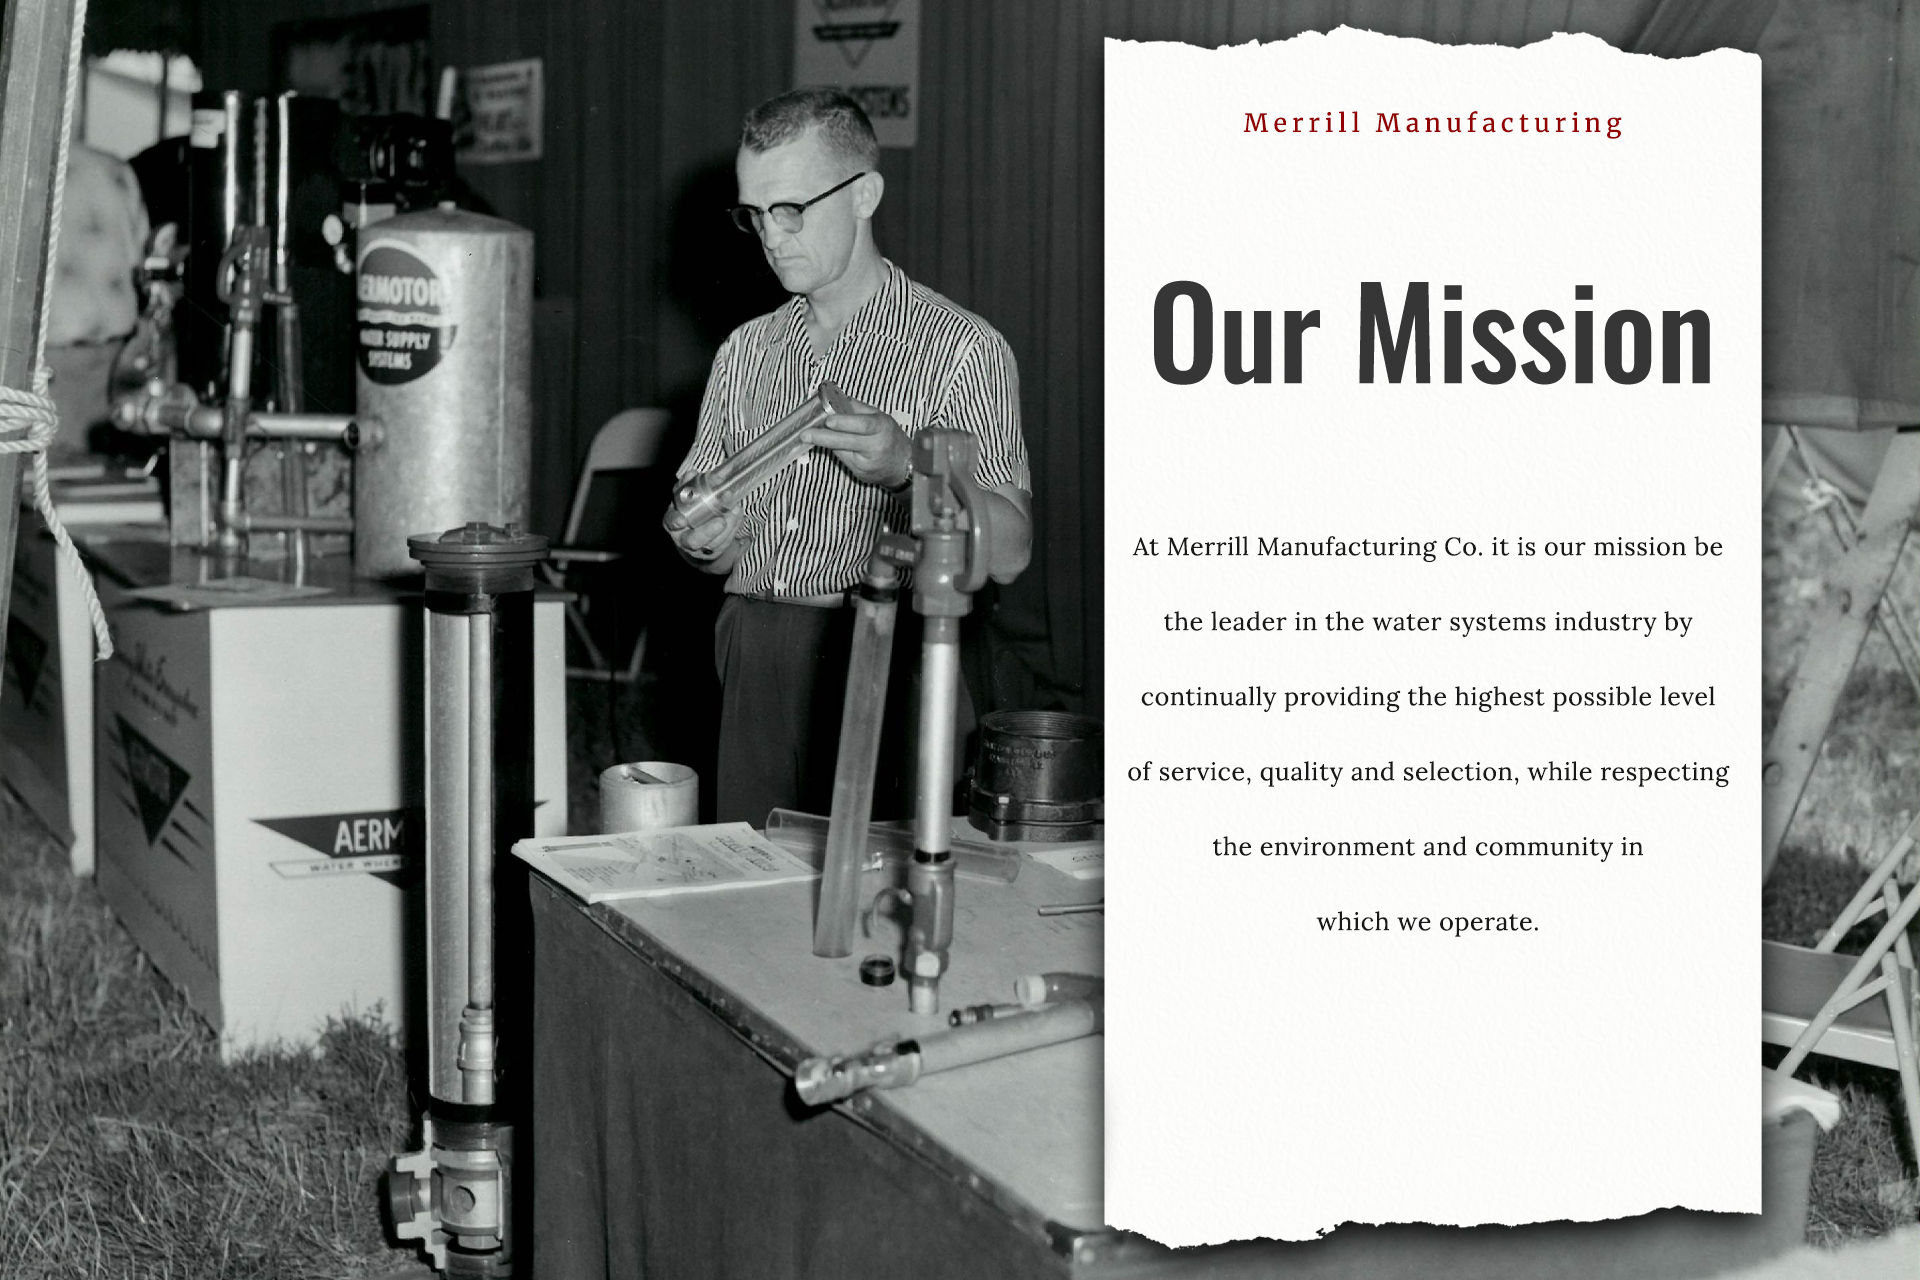 Merrill Manufacturing
Our Mission
At Merrill Manufacturing Co. it is our mission be
the leader in the water systems industry by
continually providing the highest possible level
of service, quality and selection, while respecting
the environment and community in
which we operate.
ERMOTOR
SUPPLY
SYSTEMS
AERM
WATER